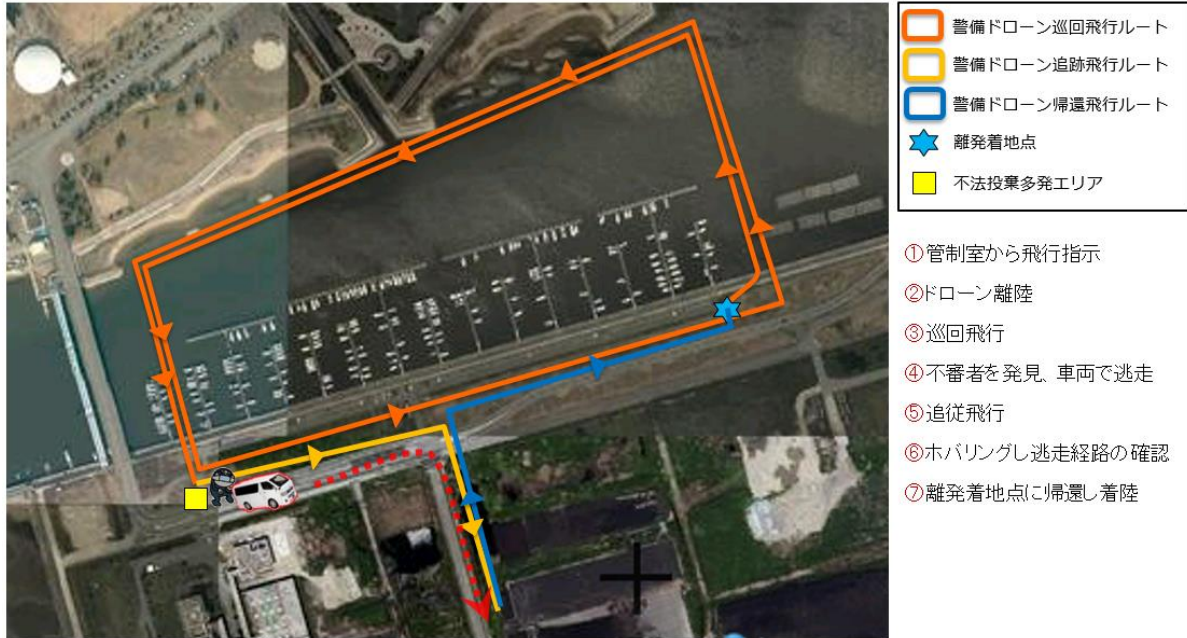 警備ドローン巡回飛行ルート
警備ドローン追跡飛行ルート
警備ドローン帰還飛行ルート
離発着地点
不法投棄多発エリア
①管制室から飛行指示
②ドローン離陸
③巡回飛行
④不審者を発見、車両で逃走
⑤追従飛行
⑥ホバリングし逃走経路の確認
⑦離発着地点に帰還し着陸